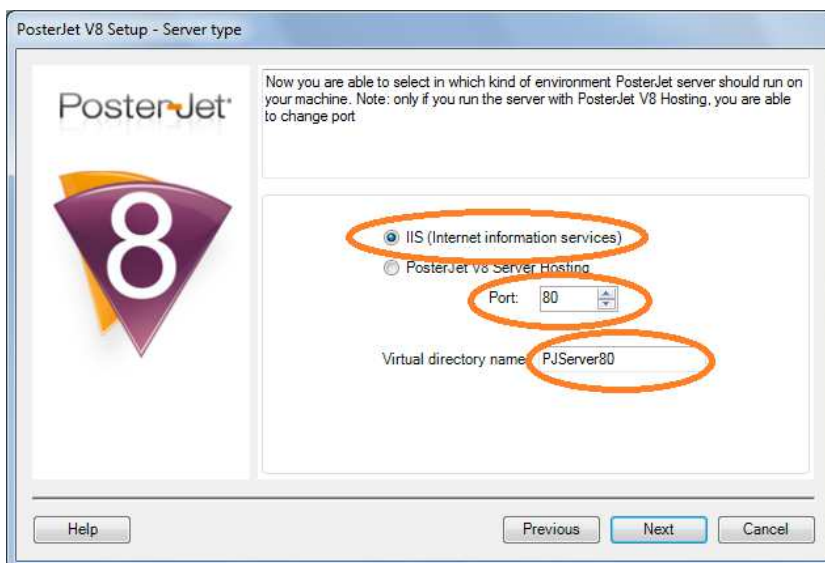 PosterJet V8 Setup - Server type
PosterJet
Now you are able to select in which kind of environment PosterJet server should run on
your machine. Note: only if you run the server with PosterJet V8 Hosting, you are able
to change port
8
IIS (Internet information services)
PosterJet V8 Server Hosting
Port: 80
Virtual directory name: PJServer80
Help Previous Next Cancel